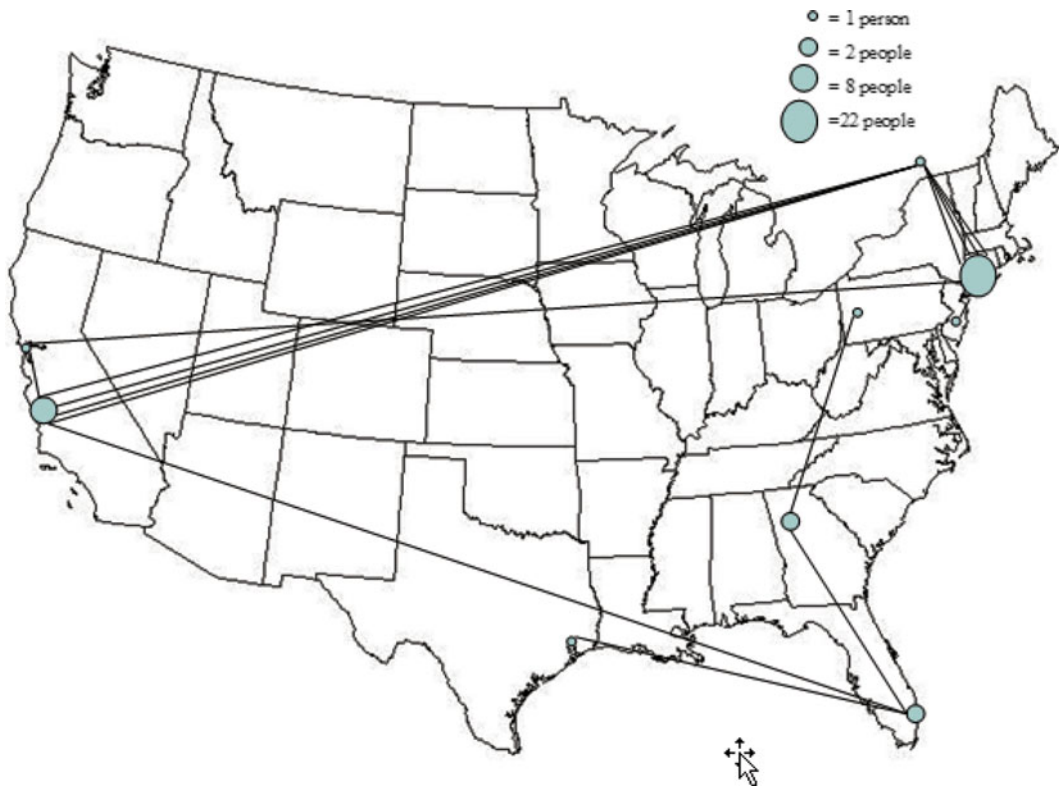 = 1 person
= 2 people
= 8 people
=22 people